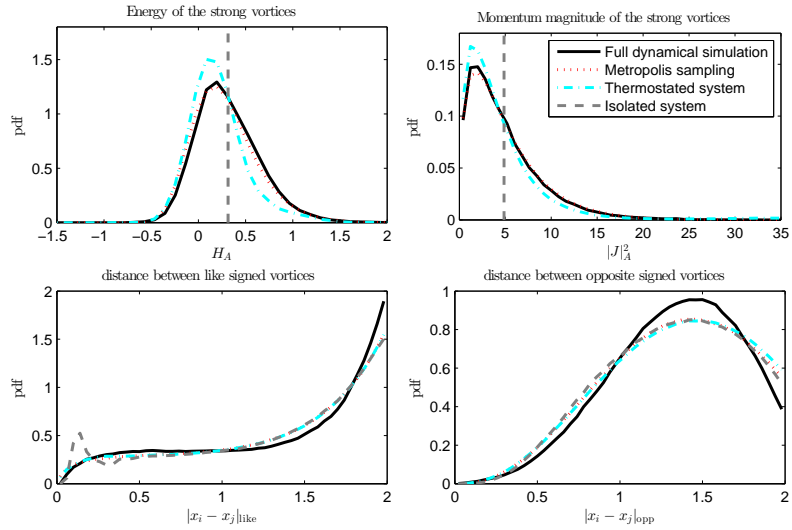 Energy of the strong vortices
pdf
0
0.5
1
1.5
−1.5
−1
−0.5
0
0.5
1
1.5
2
H_A
Momentum magnitude of the strong vortices
Full dynamical simulation
Metropolis sampling
Thermostated system
Isolated system
pdf
0
0.05
0.1
0.15
0
5
10
15
20
25
30
35
|J|²_A
distance between like signed vortices
pdf
0
0.5
1
1.5
2
0
0.5
1
1.5
2
|x_i − x_j|_like
distance between opposite signed vortices
pdf
0
0.2
0.4
0.6
0.8
1
0
0.5
1
1.5
2
|x_i − x_j|_opp